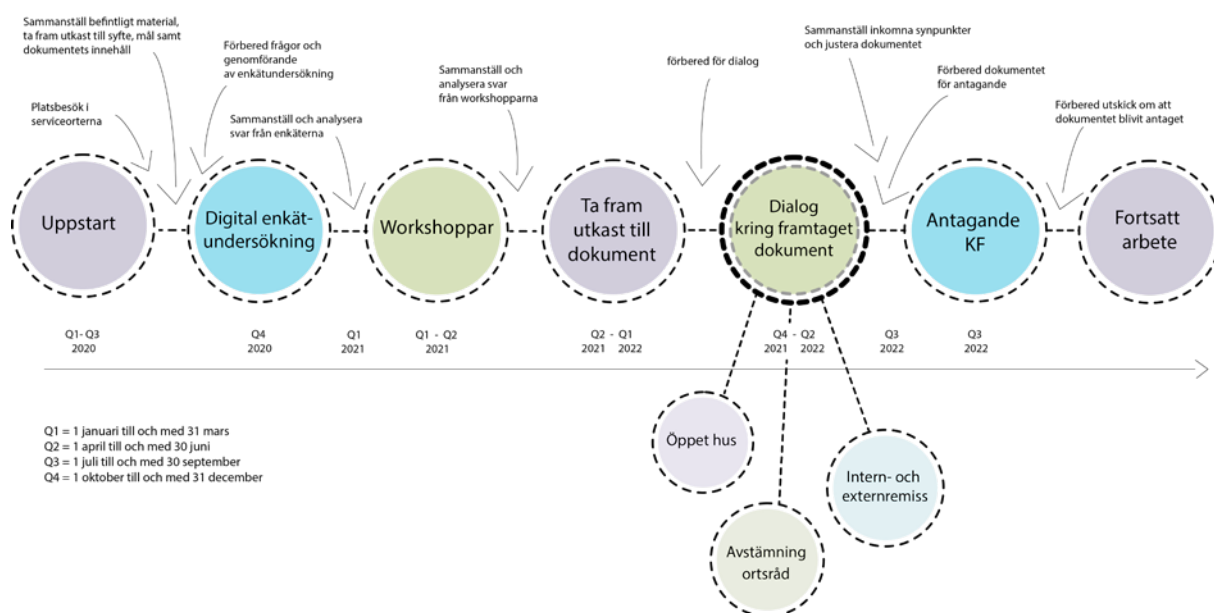 Sammanställ befintligt material,
ta fram utkast till syfte, mål samt
dokumentets innehåll
Förbered frågor och
genomförande
av enkätundersökning
Platsbesök i
serviceorterna
Sammanställ och analysera
svar från enkäterna
Sammanställ och
analysera svar
från workshopparna
förbered för dialog
Sammanställ inkomna synpunkter
och justera dokumentet
Förbered dokumentet
för antagande
Förbered utskick om att
dokumentet blivit antaget
Uppstart
Digital enkät-
undersökning
Workshoppar
Ta fram
utkast till
dokument
Dialog
kring framtaget
dokument
Antagande
KF
Fortsatt
arbete
Q1- Q3
2020
Q4
2020
Q1
2021
Q1 - Q2
2021
Q2 - Q1
2021 2022
Q4 - Q2
2021 2022
Q3
2022
Q3
2022
Q1 = 1 januari till och med 31 mars
Q2 = 1 april till och med 30 juni
Q3 = 1 juli till och med 30 september
Q4 = 1 oktober till och med 31 december
Öppet hus
Intern- och
externremiss
Avstämning
ortsråd